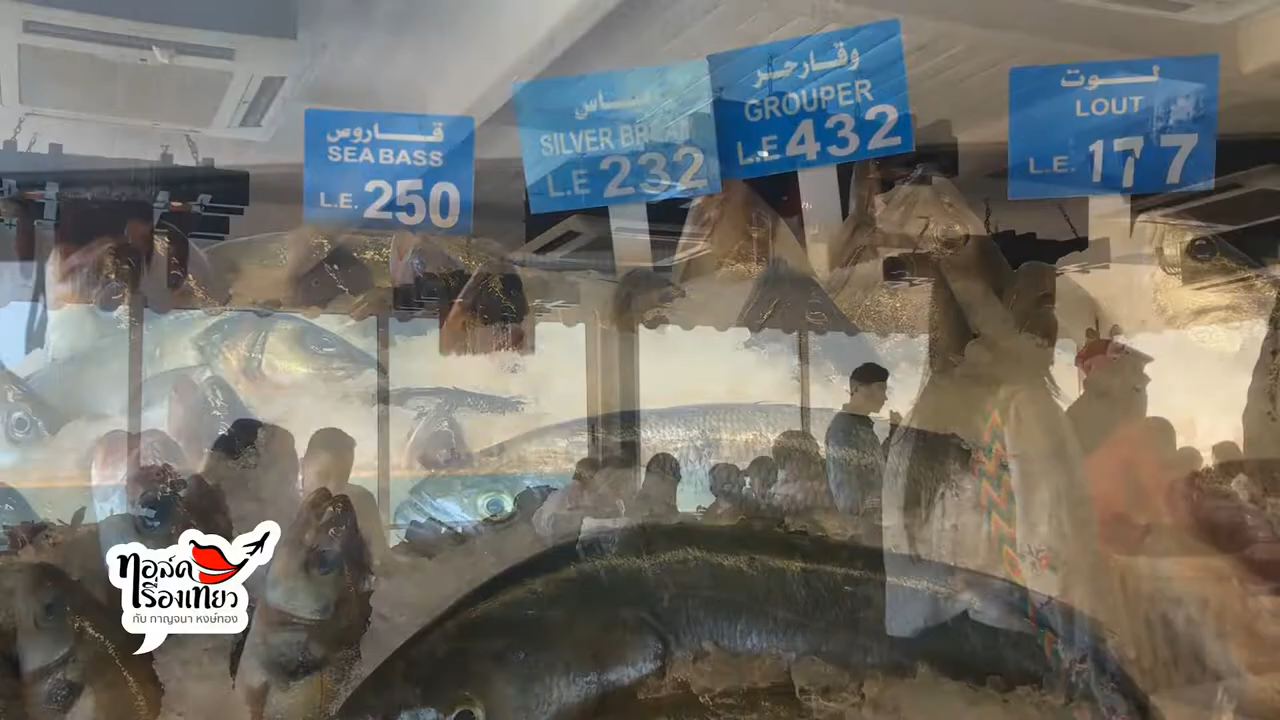 قاروص
SEA BASS
L.E. 250
SILVER BREAM
L.E 232
وقار حر
GROUPER
L.E 432
لوت
LOUT
L.E. 177
ทอสด
เรื่องเที่ยว
กับ กาญจนา หงษ์ทอง